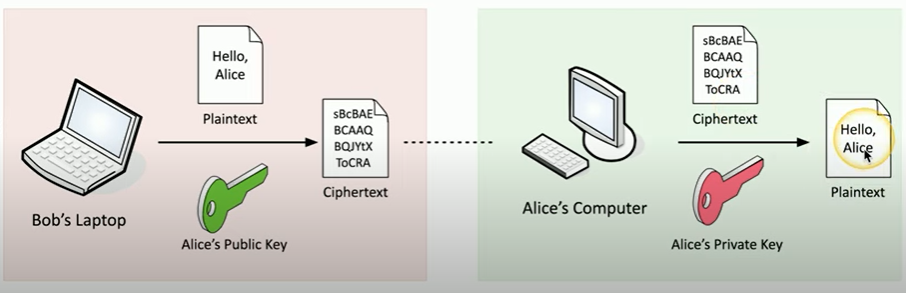 Hello,
Alice
Plaintext
sBcBAE
BCAAQ
BQJYtX
ToCRA
Ciphertext
Bob's Laptop
Alice's Public Key
sBcBAE
BCAAQ
BQJYtX
ToCRA
Ciphertext
Hello,
Alice
Plaintext
Alice's Computer
Alice's Private Key